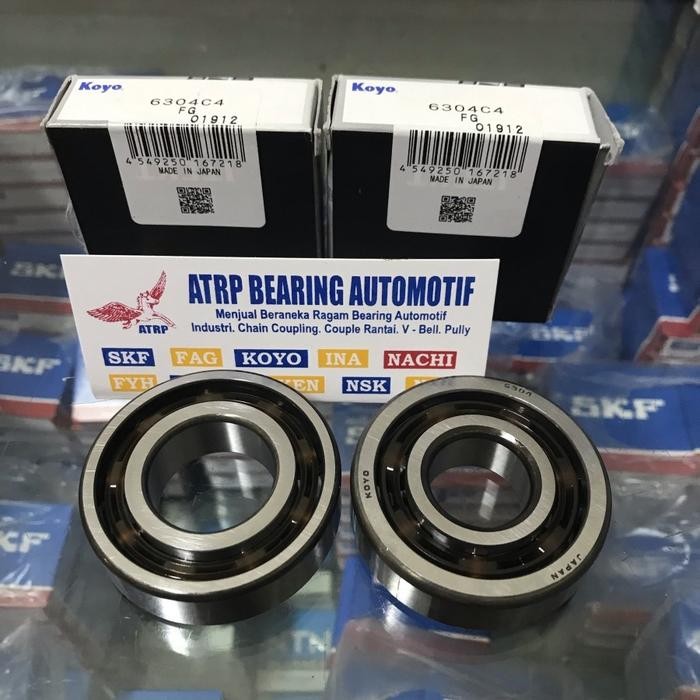 Koyo
6304C4
FG
01912
4 549250 167218
MADE IN JAPAN
Koyo
6304C4
FG
01912
4 549250 167218
MADE IN JAPAN
ATRP
ATRP BEARING AUTOMOTIF
Menjual Beraneka Ragam Bearing Automotif
Industri. Chain Coupling. Couple Rantai. V - Bell. Pully
SKF FAG KOYO INA NACHI
FYH NSK
6304
KOYO
JAPAN
SKF
SKF
SKF